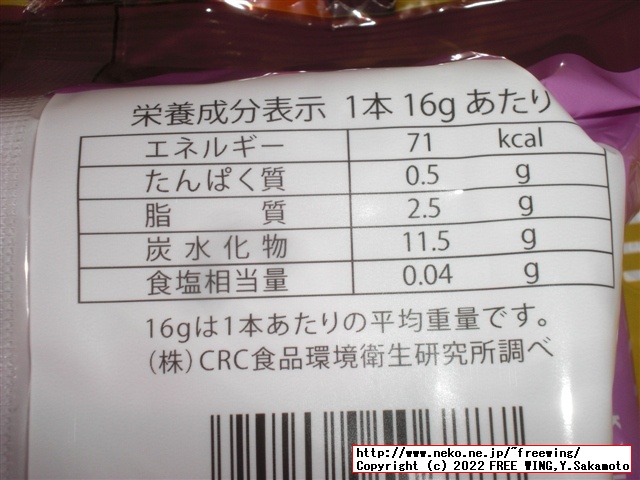 栄養成分表示 1本 16g あたり
エネルギー 71 kcal
たんぱく質 0.5 g
脂質 2.5 g
炭水化物 11.5 g
食塩相当量 0.04 g
16gは1本あたりの平均重量です。
(株)CRC食品環境衛生研究所調べ
http://www.neko.ne.jp/~freewing/
Copyright (c) 2022 FREE WING,Y.Sakamoto